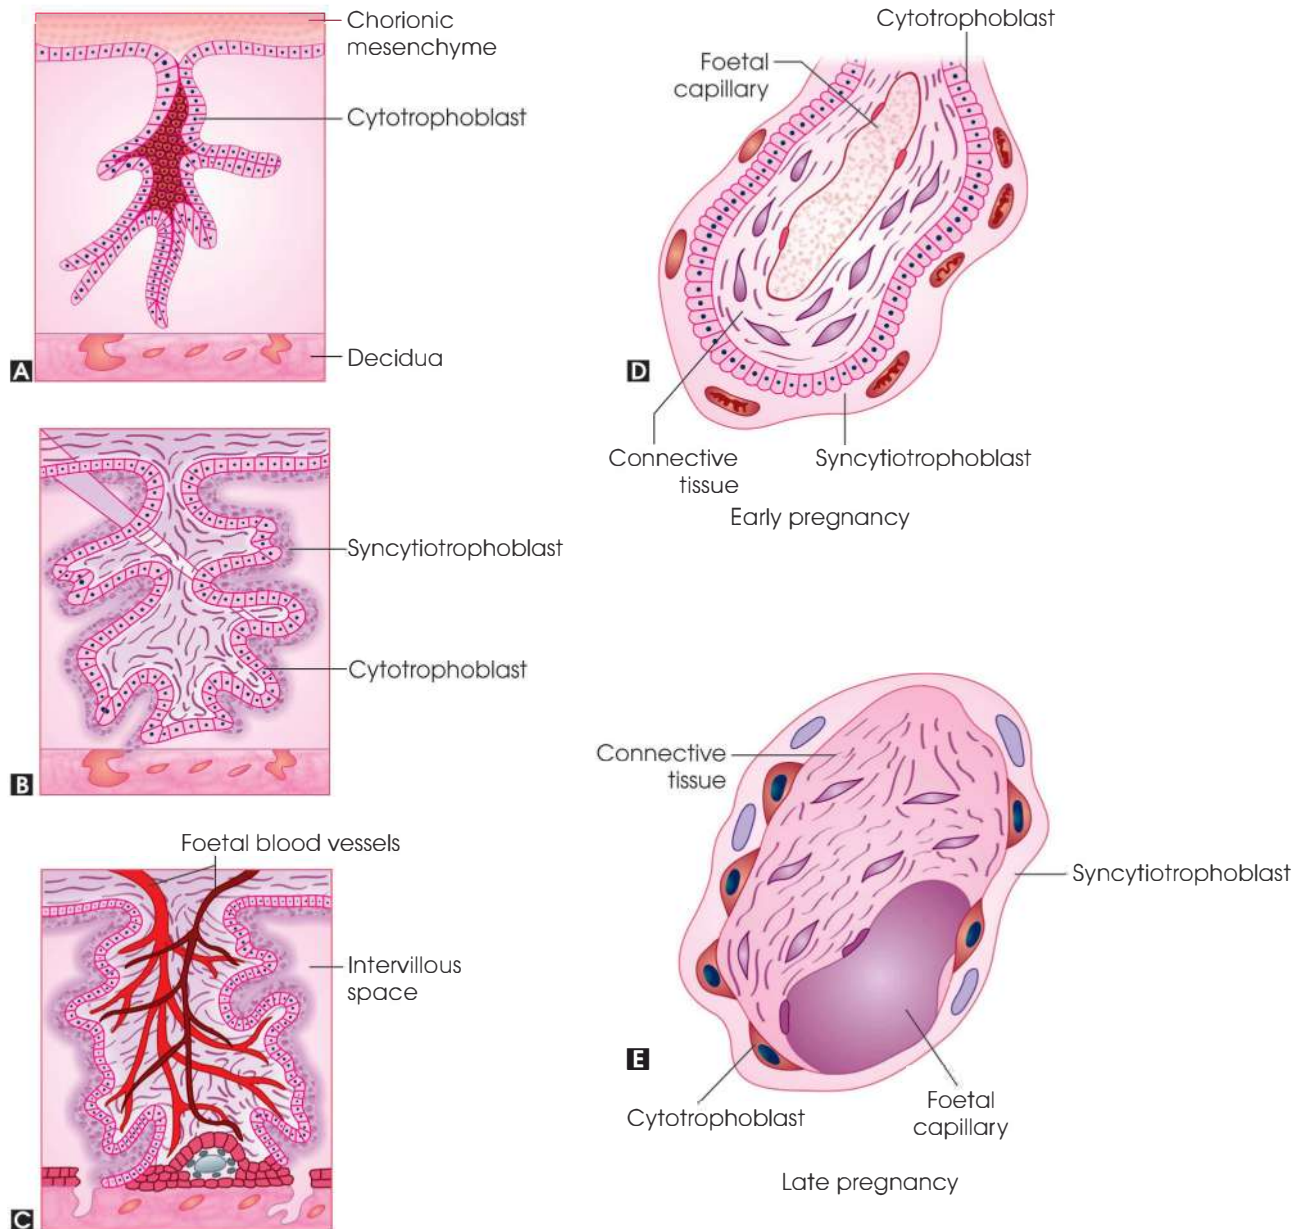 Chorionic
mesenchyme
Cytotrophoblast
Decidua
A
Syncytiotrophoblast
Cytotrophoblast
B
Foetal blood vessels
Intervillous
space
C
Cytotrophoblast
Foetal
capillary
D
Connective
tissue
Syncytiotrophoblast
Early pregnancy
Connective
tissue
Syncytiotrophoblast
E
Cytotrophoblast
Foetal
capillary
Late pregnancy